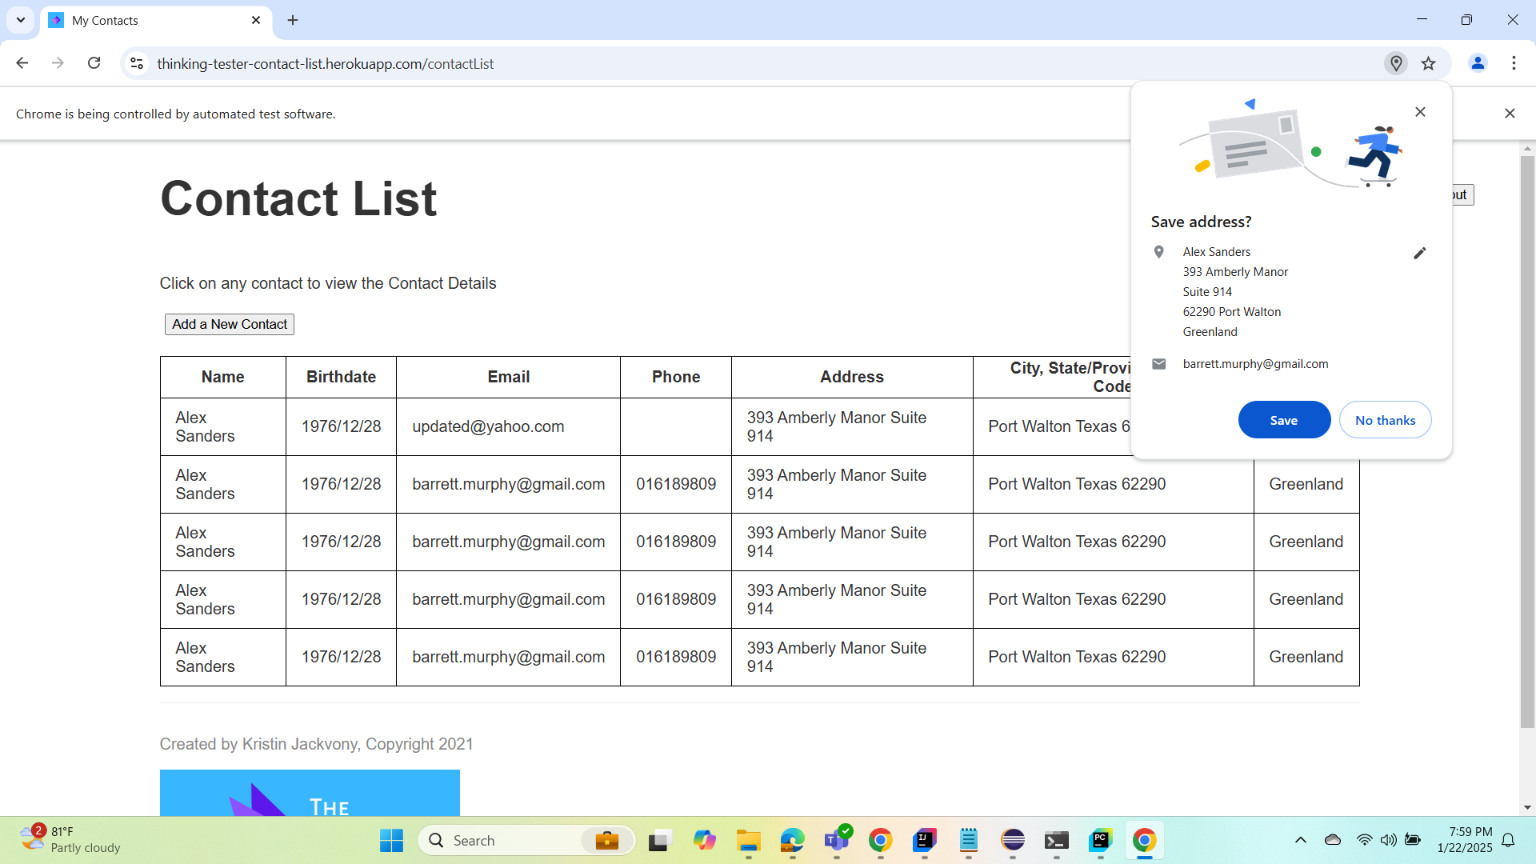 My Contacts
thinking-tester-contact-list.herokuapp.com/contactList
Chrome is being controlled by automated test software.
Contact List
out
Click on any contact to view the Contact Details
Add a New Contact
Save address?
Alex Sanders
393 Amberly Manor
Suite 914
62290 Port Walton
Greenland
barrett.murphy@gmail.com
Save No thanks
Name Birthdate Email Phone Address City, State/Provi
Code
Alex
Sanders 1976/12/28 updated@yahoo.com 393 Amberly Manor Suite
914 Port Walton Texas 6
Alex
Sanders 1976/12/28 barrett.murphy@gmail.com 016189809 393 Amberly Manor Suite
914 Port Walton Texas 62290 Greenland
Alex
Sanders 1976/12/28 barrett.murphy@gmail.com 016189809 393 Amberly Manor Suite
914 Port Walton Texas 62290 Greenland
Alex
Sanders 1976/12/28 barrett.murphy@gmail.com 016189809 393 Amberly Manor Suite
914 Port Walton Texas 62290 Greenland
Alex
Sanders 1976/12/28 barrett.murphy@gmail.com 016189809 393 Amberly Manor Suite
914 Port Walton Texas 62290 Greenland
Created by Kristin Jackvony, Copyright 2021
THE
2
81°F
Partly cloudy
Search
7:59 PM
1/22/2025